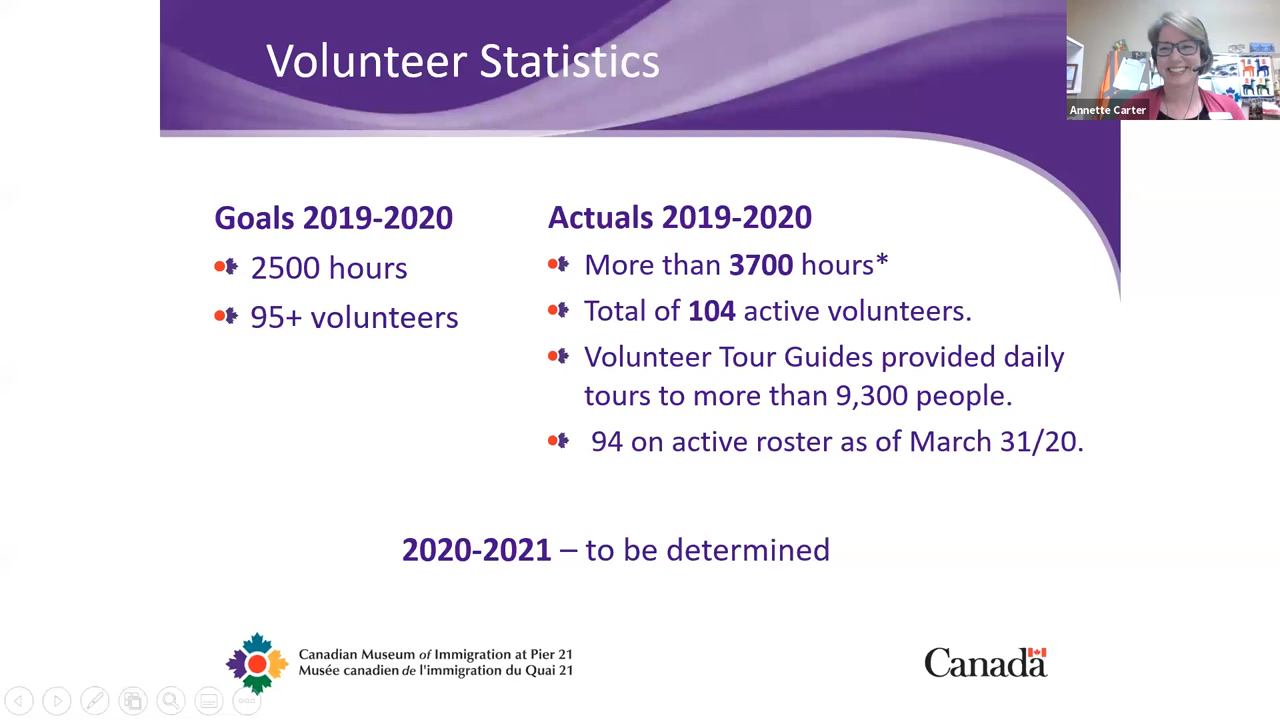 Volunteer Statistics
Annette Carter
Goals 2019-2020
2500 hours
95+ volunteers
Actuals 2019-2020
More than 3700 hours*
Total of 104 active volunteers.
Volunteer Tour Guides provided daily
tours to more than 9,300 people.
94 on active roster as of March 31/20.
2020-2021 – to be determined
Canadian Museum of Immigration at Pier 21
Musée canadien de l'immigration du Quai 21
Canada